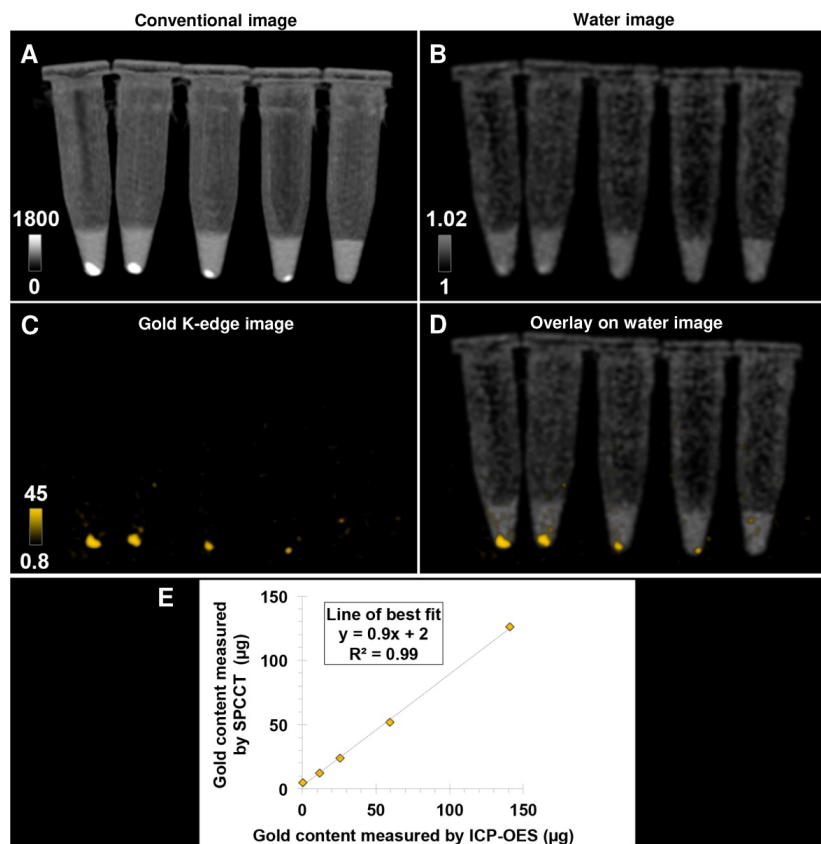 Conventional image
Water image
A
B
1800
0
1.02
1
C
Gold K-edge image
D
Overlay on water image
45
0.8
E
Gold content measured
by SPCCT (µg)
150
100
50
0
Line of best fit
y = 0.9x + 2
R² = 0.99
0
50
100
150
Gold content measured by ICP-OES (µg)